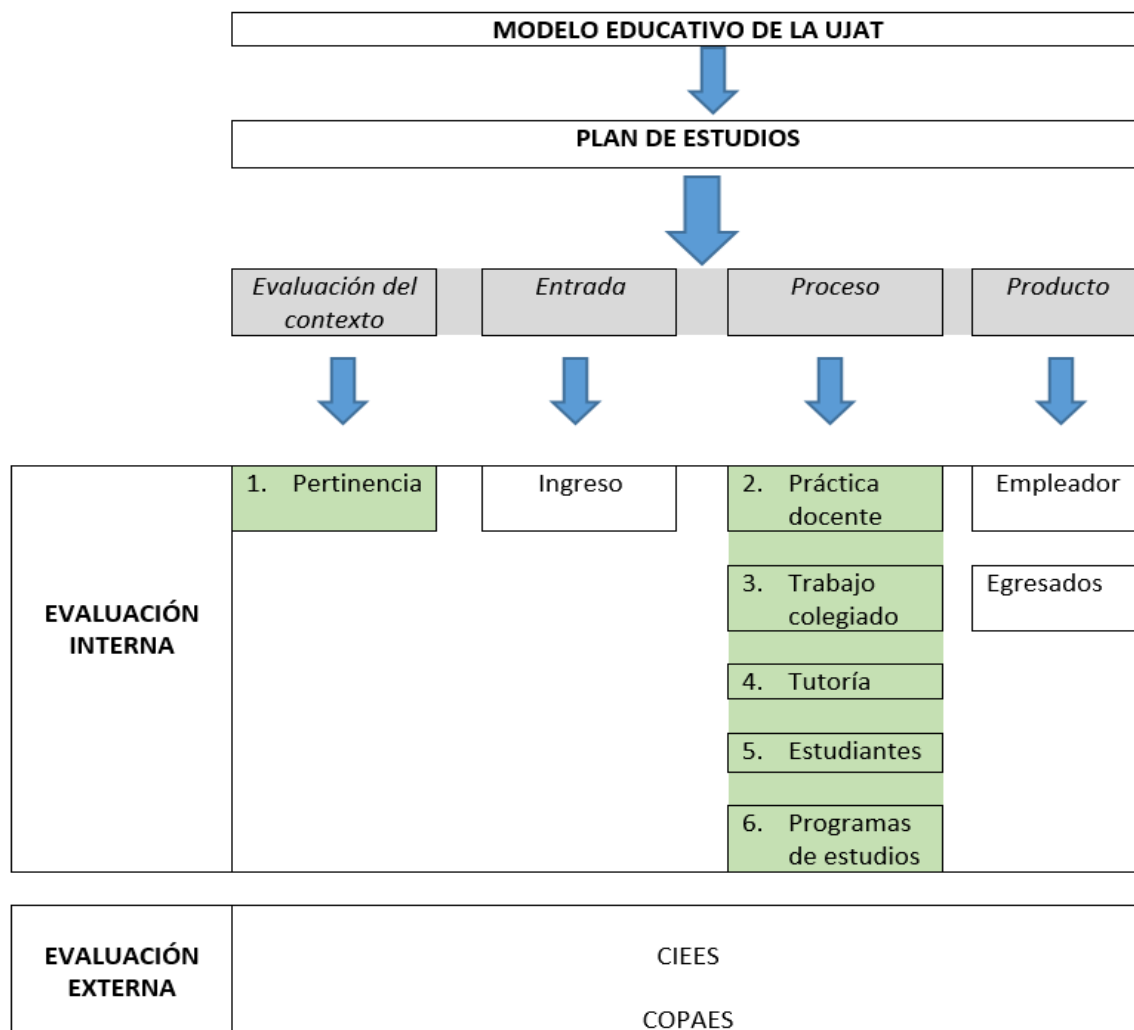 MODELO EDUCATIVO DE LA UJAT
PLAN DE ESTUDIOS
Evaluación del
contexto
Entrada
Proceso
Producto
EVALUACIÓN
INTERNA
1. Pertinencia
Ingreso
2. Práctica
docente
3. Trabajo
colegiado
4. Tutoría
5. Estudiantes
6. Programas
de estudios
Empleador
Egresados
EVALUACIÓN
EXTERNA
CIEES
COPAES